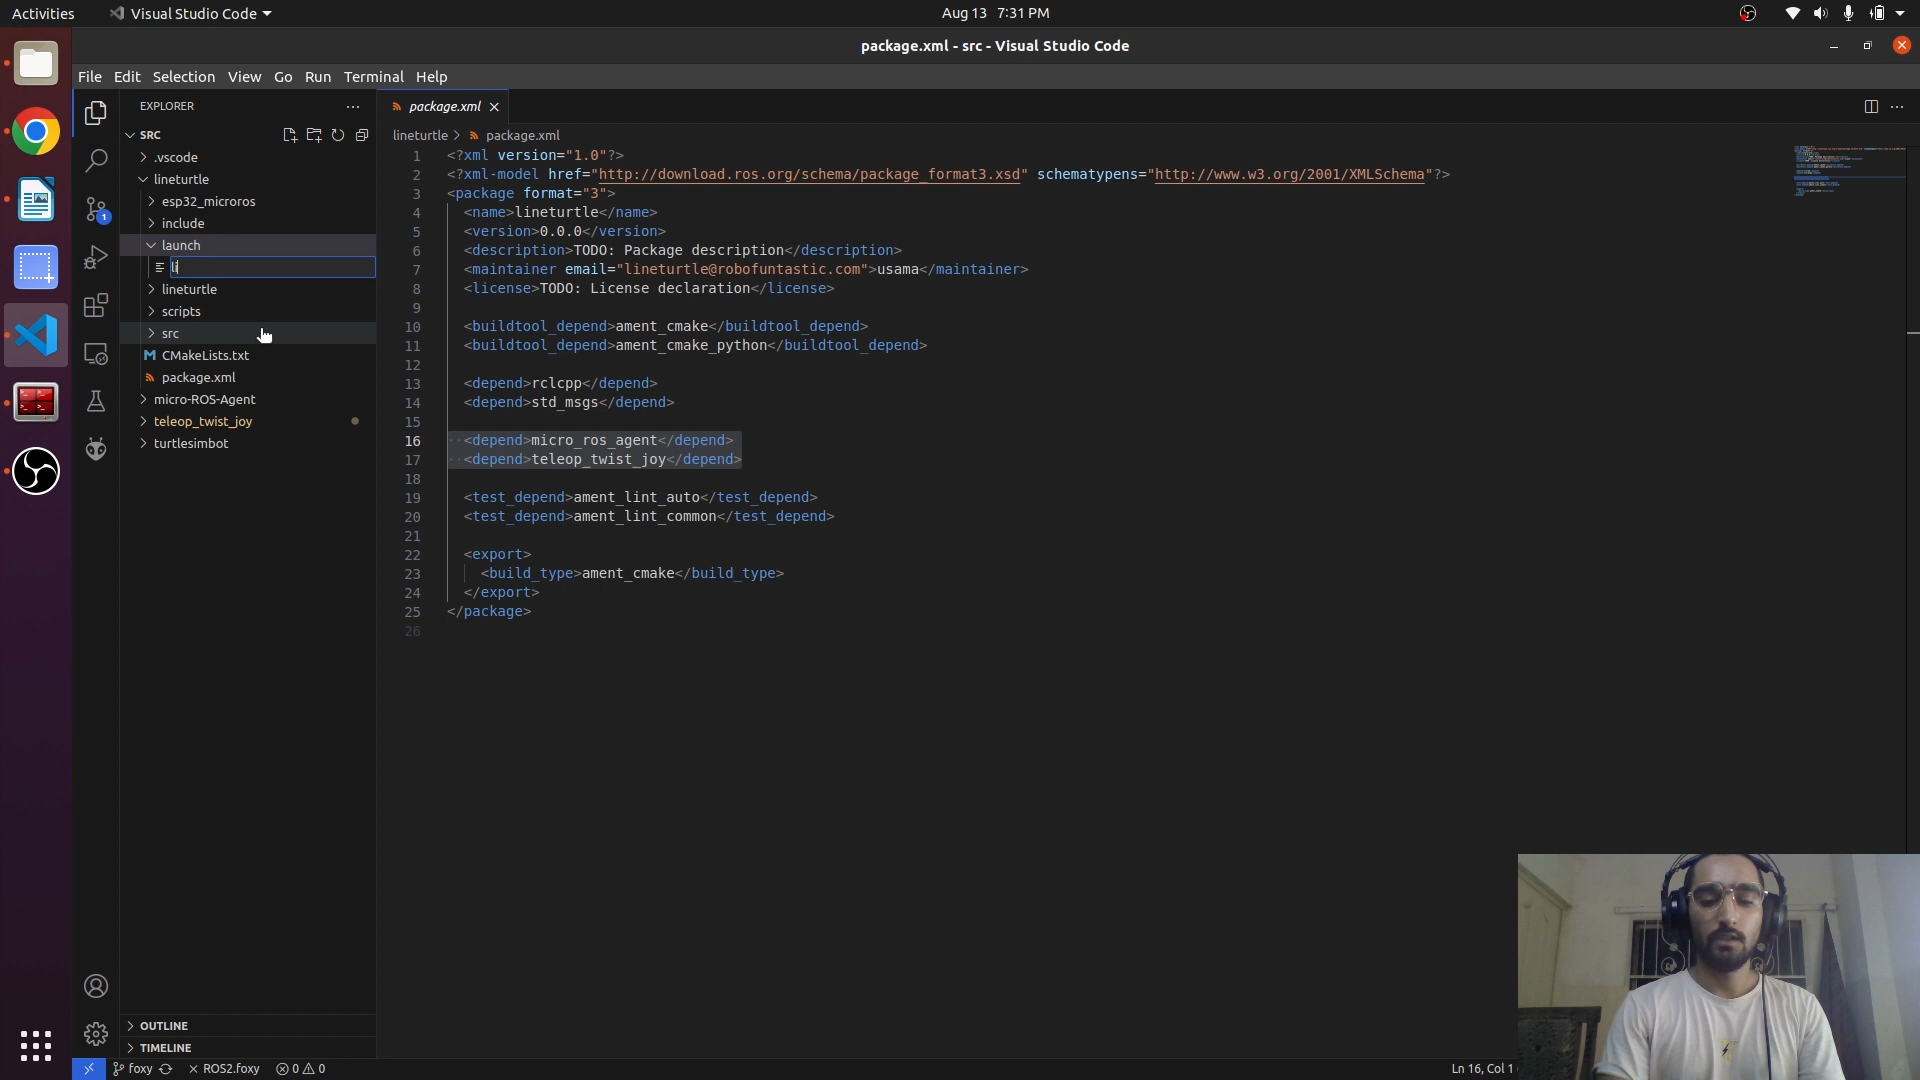 Activities Visual Studio Code Aug 13 7:31 PM
package.xml - src - Visual Studio Code
File Edit Selection View Go Run Terminal Help
EXPLORER
SRC
.vscode
lineturtle
esp32_microros
include
launch
li
lineturtle
scripts
src
CMakeLists.txt
package.xml
micro-ROS-Agent
teleop_twist_joy
turtlesimbot
OUTLINE
TIMELINE
1
package.xml
lineturtle > package.xml
1 <?xml version="1.0"?>
2 <?xml-model href="http://download.ros.org/schema/package_format3.xsd" schematypens="http://www.w3.org/2001/XMLSchema"?>
3 <package format="3">
4 <name>lineturtle</name>
5 <version>0.0.0</version>
6 <description>TODO: Package description</description>
7 <maintainer email="lineturtle@robofuntastic.com">usama</maintainer>
8 <license>TODO: License declaration</license>
9
10 <buildtool_depend>ament_cmake</buildtool_depend>
11 <buildtool_depend>ament_cmake_python</buildtool_depend>
12
13 <depend>rclcpp</depend>
14 <depend>std_msgs</depend>
15
16 <depend>micro_ros_agent</depend>
17 <depend>teleop_twist_joy</depend>
18
19 <test_depend>ament_lint_auto</test_depend>
20 <test_depend>ament_lint_common</test_depend>
21
22 <export>
23 <build_type>ament_cmake</build_type>
24 </export>
25 </package>
26
foxy ROS2.foxy 0 0 Ln 16, Col 1